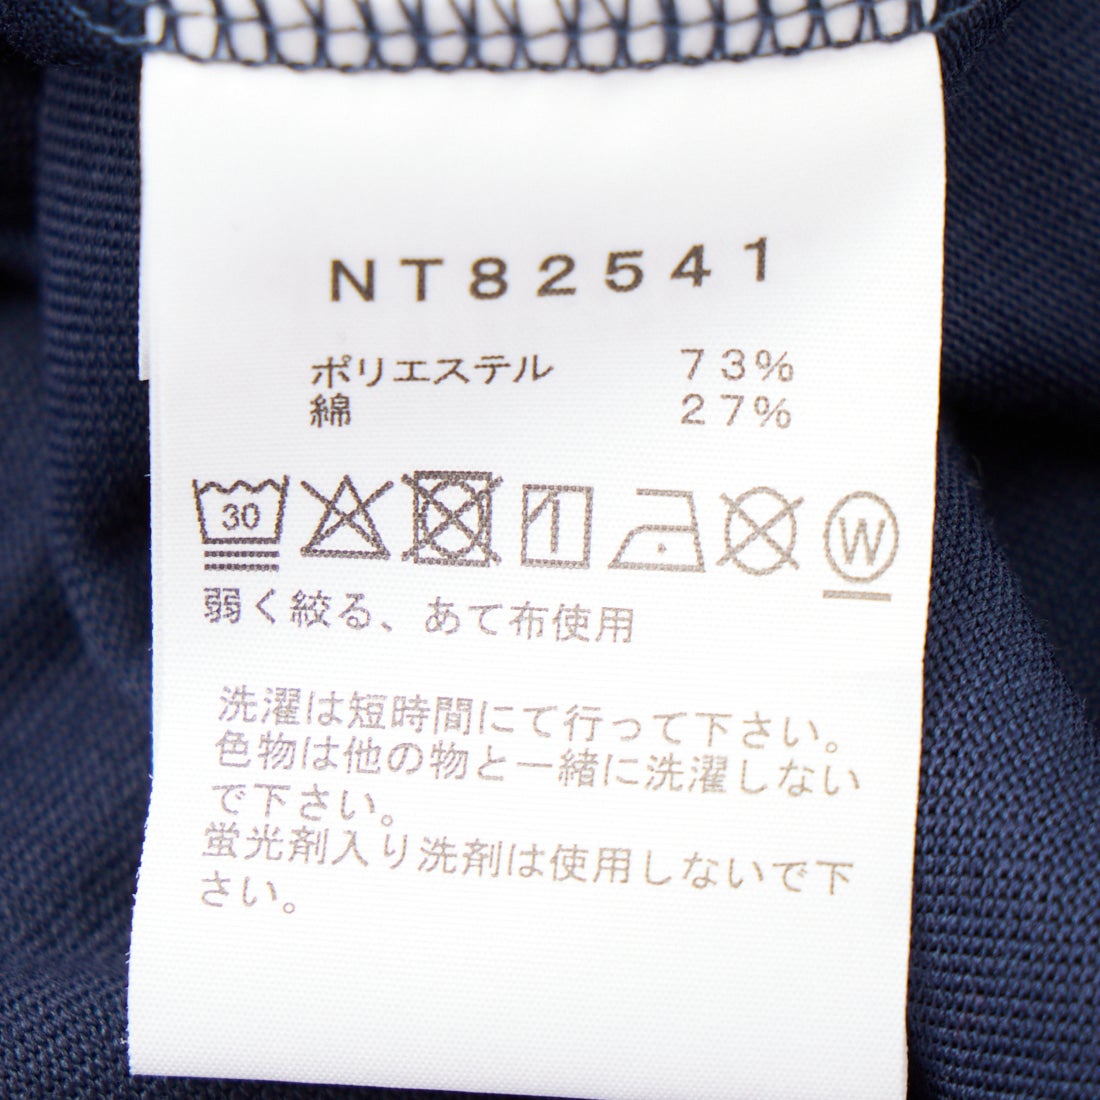 NT82541
ポリエステル 73%
綿 27%
30
W
弱く絞る、あて布使用
洗濯は短時間にて行って下さい。
色物は他の物と一緒に洗濯しない
で下さい。
蛍光剤入り洗剤は使用しないで下
さい。